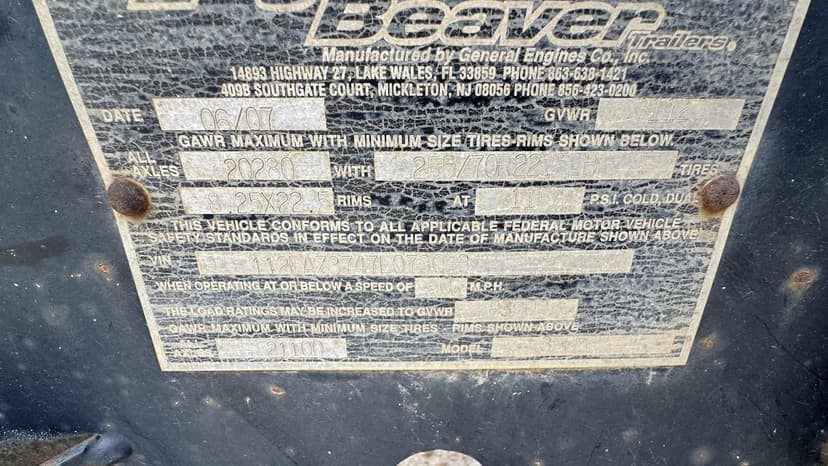 Beaver
Trailers®
Manufactured by General Engines Co., Inc.
14893 HIGHWAY 27, LAKE WALES, FL 33859 PHONE 863-638-1421
409B SOUTHGATE COURT, MICKLETON, NJ 08056 PHONE 856-423-0200
DATE 06/07 GVWR
GAWR MAXIMUM WITH MINIMUM SIZE TIRES-RIMS SHOWN BELOW.
ALL AXLES 20280 WITH TIRES
8.25X22.5 RIMS AT P.S.I. COLD, DUAL
THIS VEHICLE CONFORMS TO ALL APPLICABLE FEDERAL MOTOR VEHICLE
SAFETY STANDARDS IN EFFECT ON THE DATE OF MANUFACTURE SHOWN ABOVE
VIN
WHEN OPERATING AT OR BELOW A SPEED OF M.P.H.
THE LOAD RATINGS MAY BE INCREASED TO GVWR
GAWR MAXIMUM WITH MINIMUM SIZE TIRES - RIMS SHOWN ABOVE
21100 MODEL